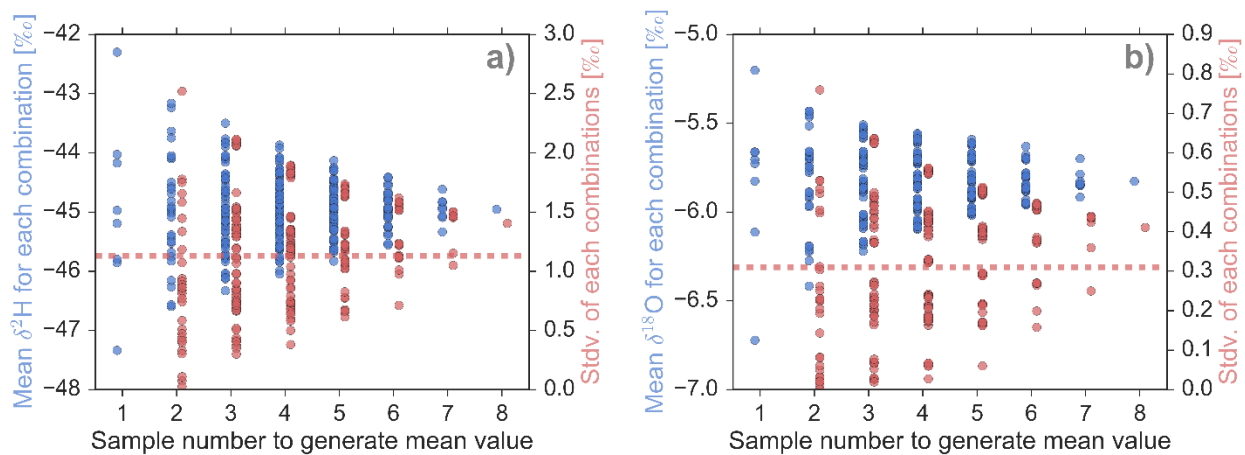 a)
Mean δ²H for each combination [‰]
−42
−43
−44
−45
−46
−47
−48
3.0
2.5
2.0
1.5
1.0
0.5
0.0
Stdv. of each combinations [‰]
1 2 3 4 5 6 7 8
Sample number to generate mean value
b)
Mean δ¹⁸O for each combination [‰]
−5.0
−5.5
−6.0
−6.5
−7.0
0.9
0.8
0.7
0.6
0.5
0.4
0.3
0.2
0.1
0.0
Stdv. of each combinations [‰]
1 2 3 4 5 6 7 8
Sample number to generate mean value